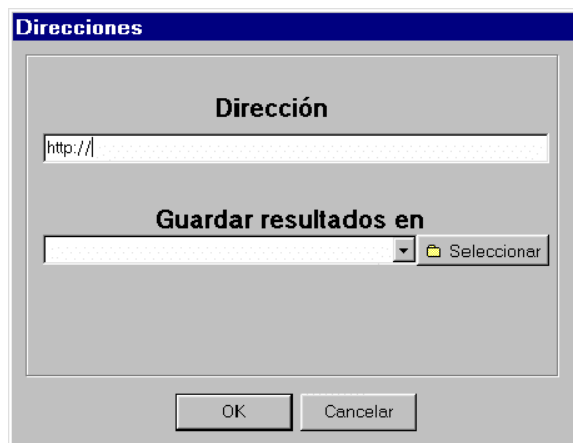 Direcciones
Dirección
http://
Guardar resultados en
Seleccionar
OK
Cancelar